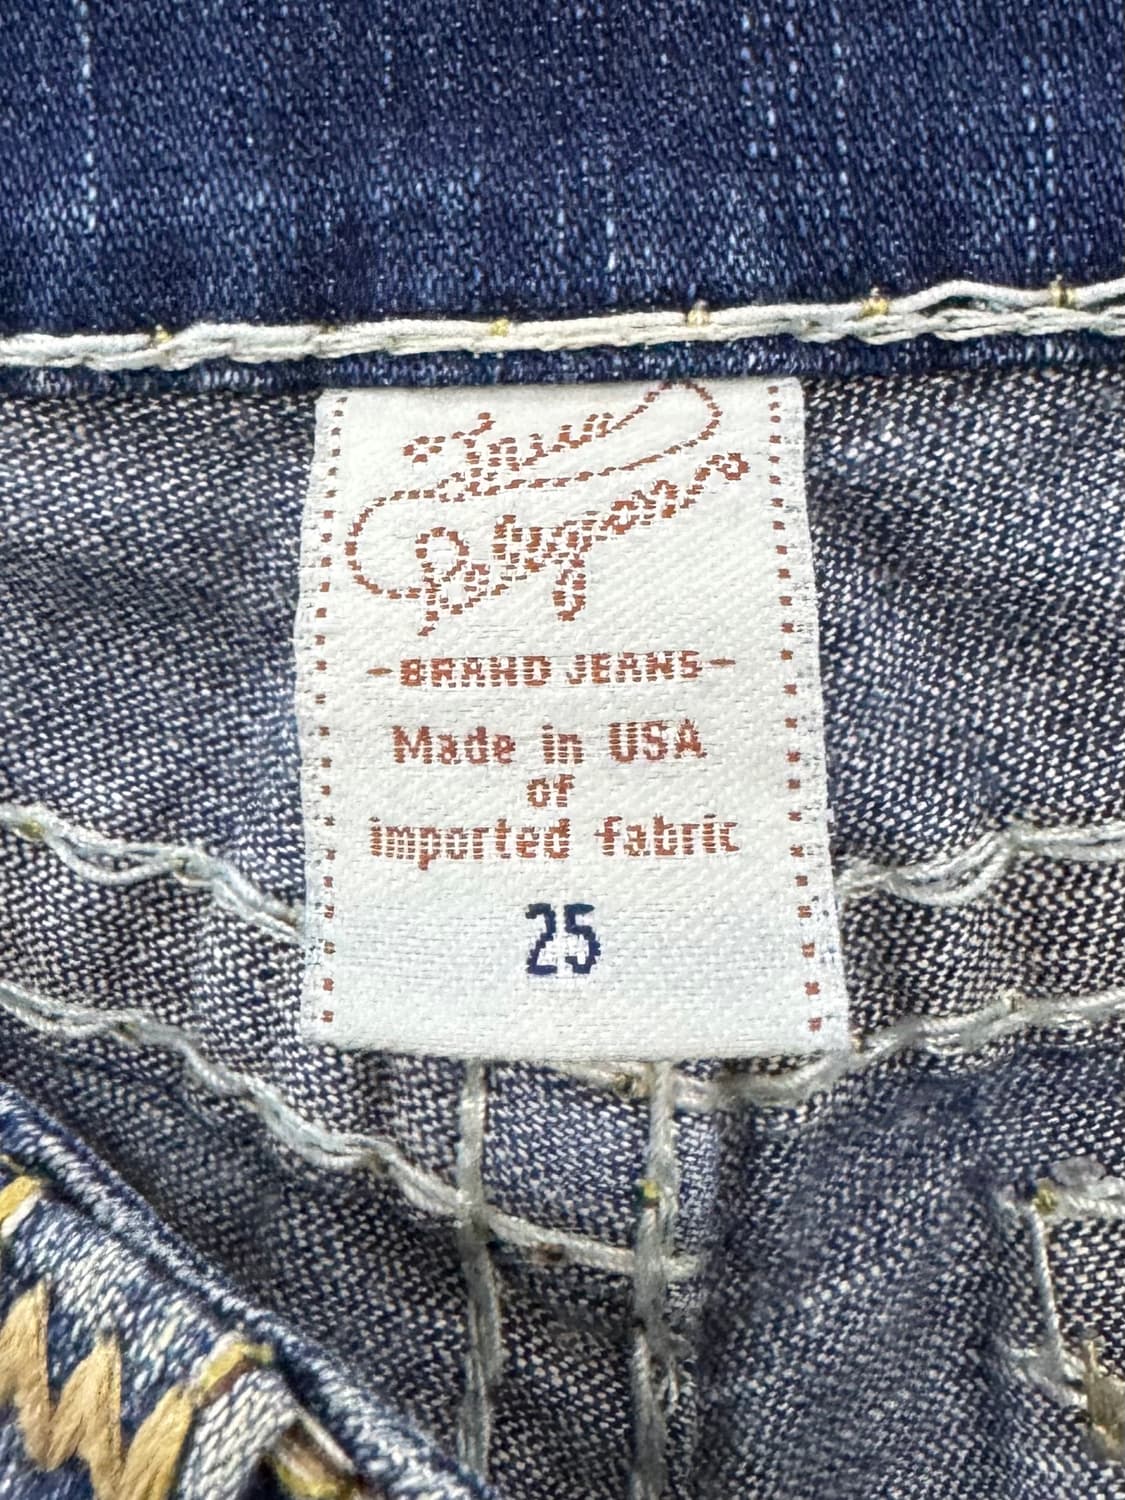 True
Religion
BRAND JEANS
Made in USA
of
imported fabric
25